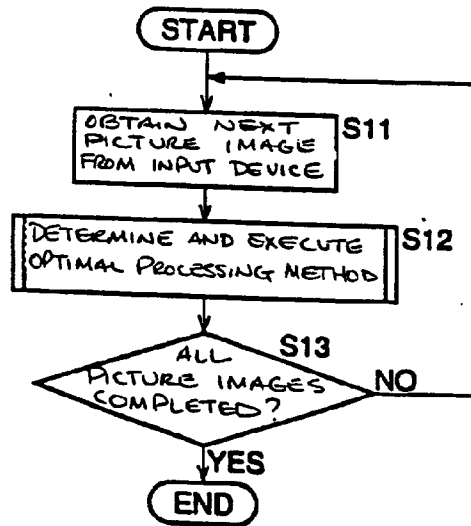 START
OBTAIN NEXT
PICTURE IMAGE
FROM INPUT DEVICE
S11
DETERMINE AND EXECUTE
OPTIMAL PROCESSING METHOD
S12
S13
ALL
PICTURE IMAGES
COMPLETED?
NO
YES
END